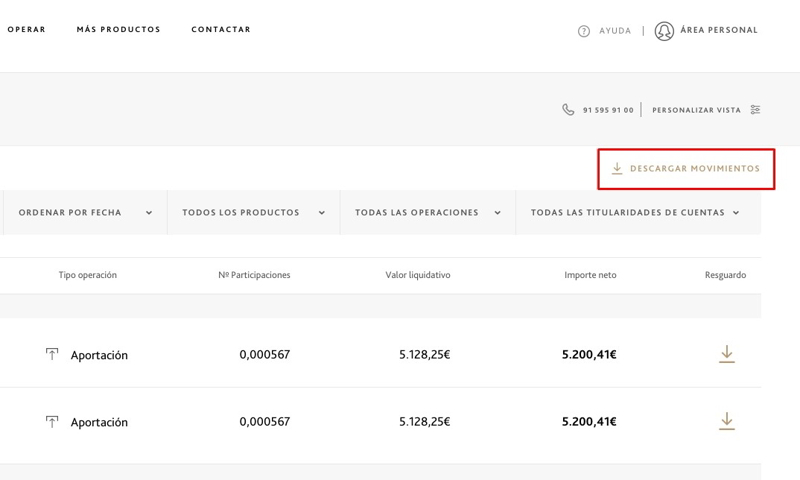 OPERAR MÁS PRODUCTOS CONTACTAR AYUDA | ÁREA PERSONAL
91 595 91 00 | PERSONALIZAR VISTA
DESCARGAR MOVIMIENTOS
ORDENAR POR FECHA TODOS LOS PRODUCTOS TODAS LAS OPERACIONES TODAS LAS TITULARIDADES DE CUENTAS
Tipo operación Nº Participaciones Valor liquidativo Importe neto Resguardo
Aportación 0,000567 5.128,25€ 5.200,41€
Aportación 0,000567 5.128,25€ 5.200,41€